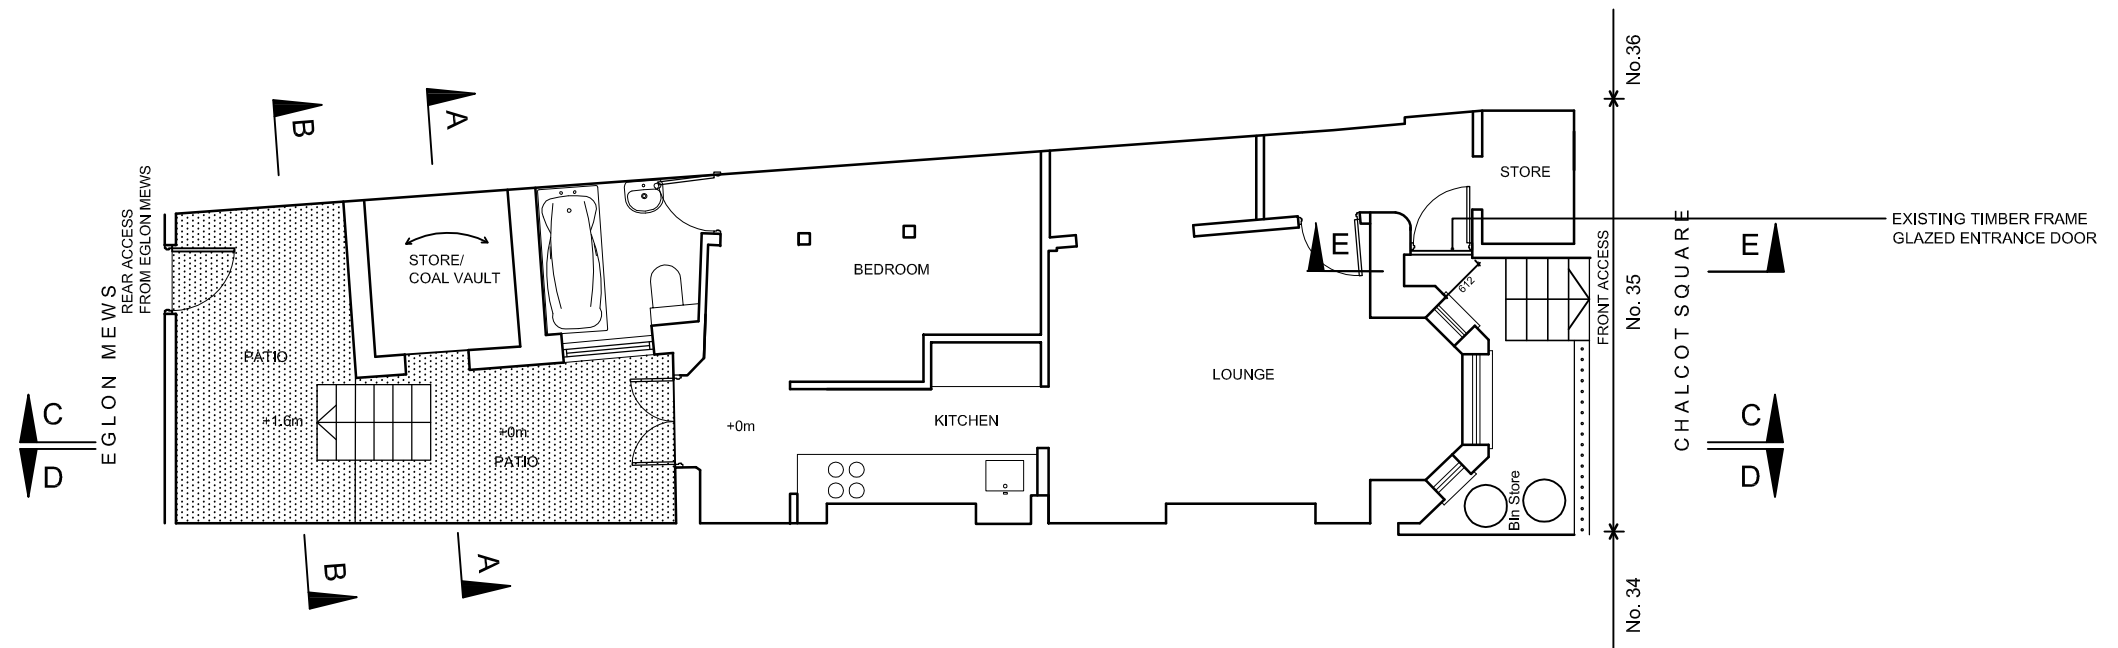 No.36
B
A
REAR ACCESS
FROM EGLON MEWS
STORE
EXISTING TIMBER FRAME
GLAZED ENTRANCE DOOR
STORE/
COAL VAULT
BEDROOM
E
E
612
FRONT ACCESS
No. 35
CHALCOT SQUARE
EGLON MEWS
PATIO
LOUNGE
C
C
+1.6m
+0m
+0m
KITCHEN
PATIO
D
D
BIn Store
B
A
No. 34